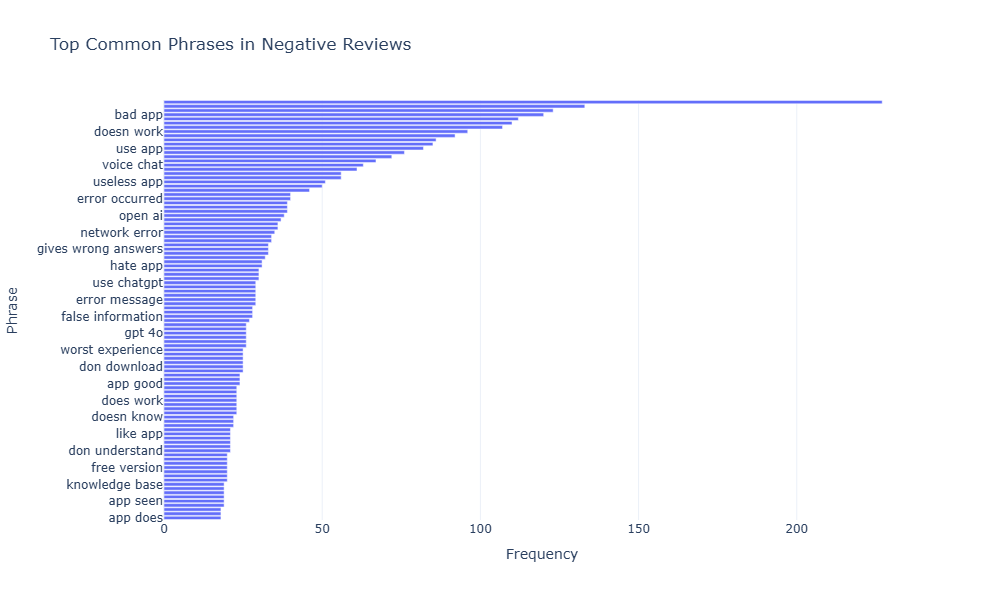 Top Common Phrases in Negative Reviews
bad app
doesn work
use app
voice chat
useless app
error occurred
open ai
network error
gives wrong answers
hate app
use chatgpt
error message
false information
gpt 4o
worst experience
don download
app good
does work
doesn know
like app
don understand
free version
knowledge base
app seen
app does
0 50 100 150 200
Frequency
Phrase